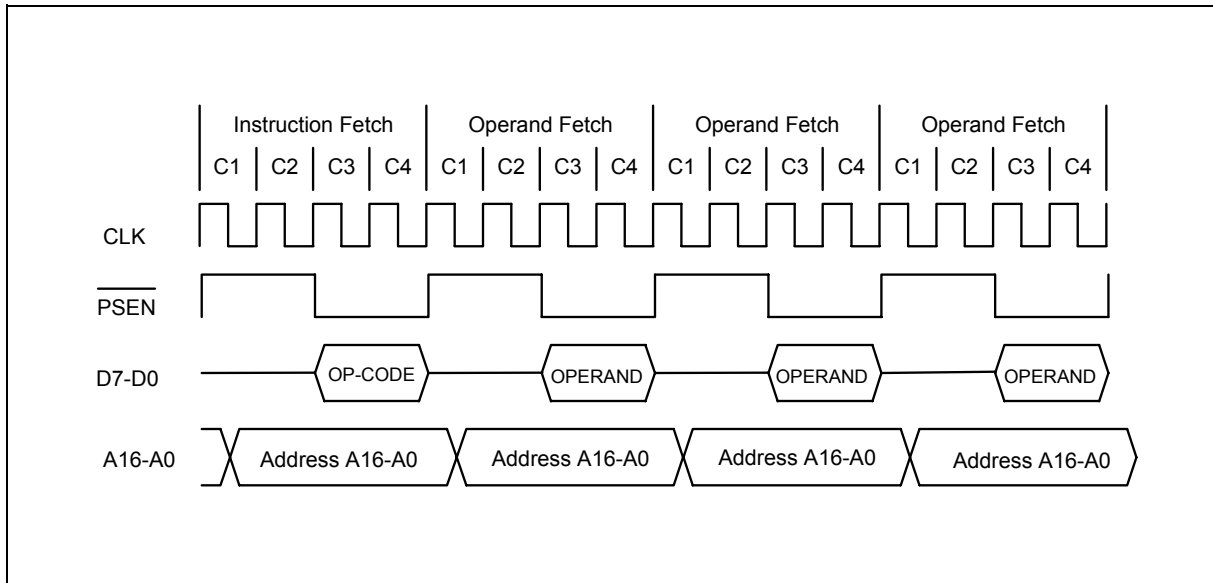 Instruction Fetch Operand Fetch Operand Fetch Operand Fetch
C1 C2 C3 C4 C1 C2 C3 C4 C1 C2 C3 C4 C1 C2 C3 C4
CLK
PSEN
D7-D0 OP-CODE OPERAND OPERAND OPERAND
A16-A0 Address A16-A0 Address A16-A0 Address A16-A0 Address A16-A0